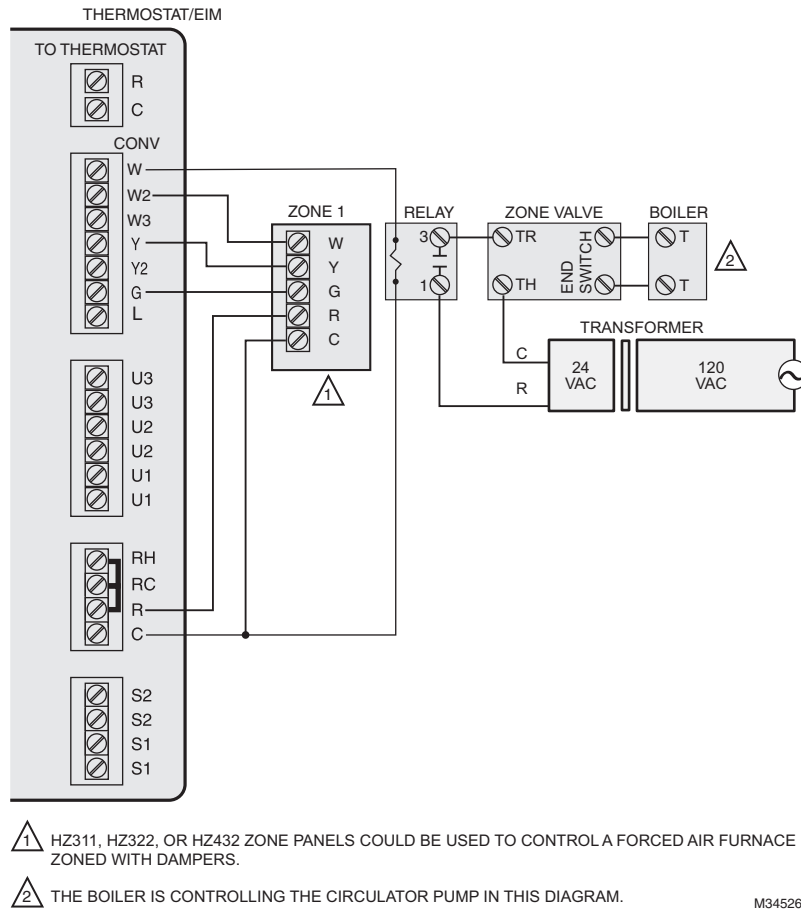 THERMOSTAT/EIM
TO THERMOSTAT
R
C
CONV
W
W2
W3
Y
Y2
G
L
U3
U3
U2
U2
U1
U1
RH
RC
R
C
S2
S2
S1
S1
ZONE 1
W
Y
G
R
C
1
RELAY
3
1
ZONE VALVE
TR
TH
END
SWITCH
BOILER
T
T
2
TRANSFORMER
C
R
24
VAC
120
VAC
1 HZ311, HZ322, OR HZ432 ZONE PANELS COULD BE USED TO CONTROL A FORCED AIR FURNACE
ZONED WITH DAMPERS.
2 THE BOILER IS CONTROLLING THE CIRCULATOR PUMP IN THIS DIAGRAM.
M34526